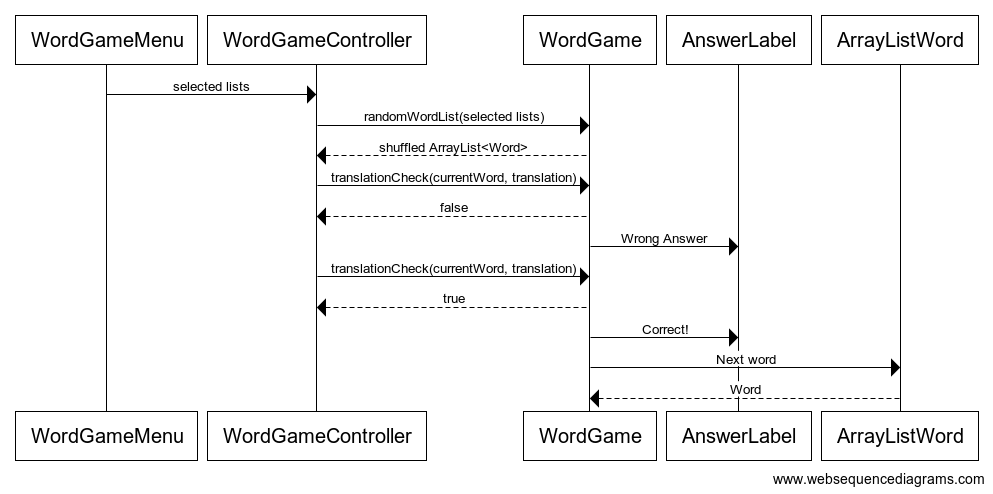 WordGameMenu
WordGameController
WordGame
AnswerLabel
ArrayListWord
selected lists
randomWordList(selected lists)
shuffled ArrayList<Word>
translationCheck(currentWord, translation)
false
Wrong Answer
translationCheck(currentWord, translation)
true
Correct!
Next word
Word
WordGameMenu
WordGameController
WordGame
AnswerLabel
ArrayListWord
www.websequencediagrams.com